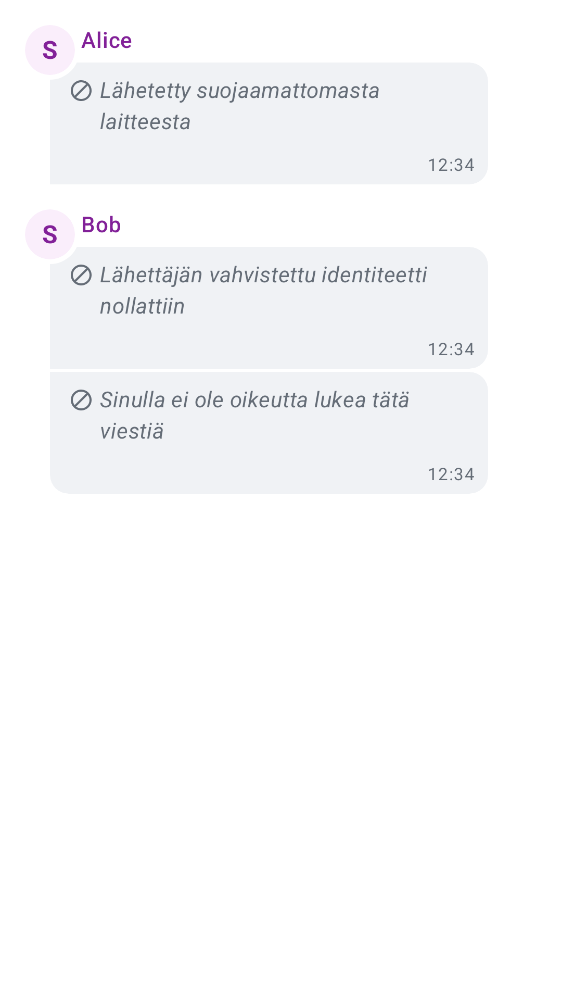 S Alice
Lähetetty suojaamattomasta
laitteesta
12:34
S Bob
Lähettäjän vahvistettu identiteetti
nollattiin
12:34
Sinulla ei ole oikeutta lukea tätä
viestiä
12:34